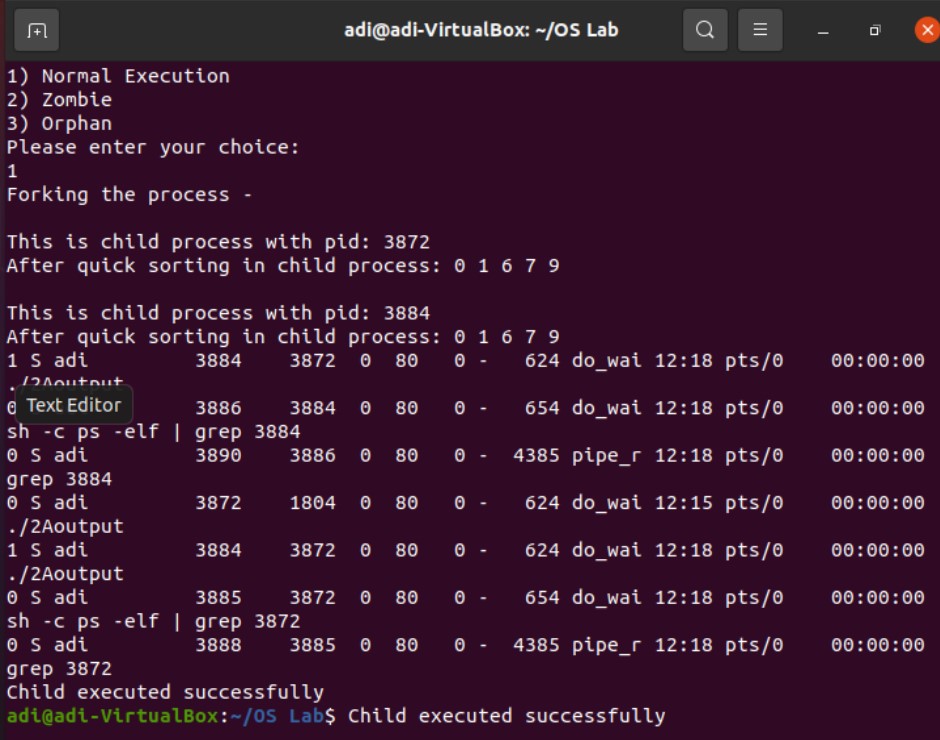 adi@adi-VirtualBox: ~/OS Lab
1) Normal Execution
2) Zombie
3) Orphan
Please enter your choice:
1
Forking the process -
This is child process with pid: 3872
After quick sorting in child process: 0 1 6 7 9
This is child process with pid: 3884
After quick sorting in child process: 0 1 6 7 9
1 S adi 3884 3872 0 80 0 - 624 do_wai 12:18 pts/0 00:00:00
./2Aoutput
Text Editor
0 3886 3884 0 80 0 - 654 do_wai 12:18 pts/0 00:00:00
sh -c ps -elf | grep 3884
0 S adi 3890 3886 0 80 0 - 4385 pipe_r 12:18 pts/0 00:00:00
grep 3884
0 S adi 3872 1804 0 80 0 - 624 do_wai 12:15 pts/0 00:00:00
./2Aoutput
1 S adi 3884 3872 0 80 0 - 624 do_wai 12:18 pts/0 00:00:00
./2Aoutput
0 S adi 3885 3872 0 80 0 - 654 do_wai 12:18 pts/0 00:00:00
sh -c ps -elf | grep 3872
0 S adi 3888 3885 0 80 0 - 4385 pipe_r 12:18 pts/0 00:00:00
grep 3872
Child executed successfully
adi@adi-VirtualBox:~/OS Lab$ Child executed successfully